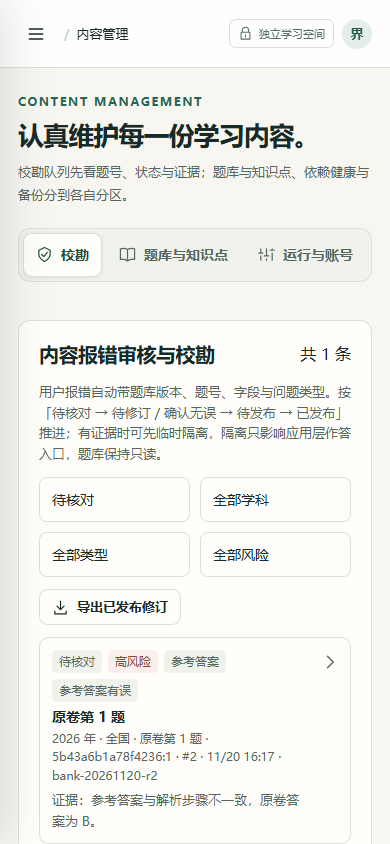 / 内容管理
独立学习空间
界
CONTENT MANAGEMENT
认真维护每一份学习内容。
校勘队列先看题号、状态与证据；题库与知识点、依赖健康与
备份分到各自分区。
校勘
题库与知识点
运行与账号
内容报错审核与校勘
共 1 条
用户报错自动带题库版本、题号、字段与问题类型。按
「待核对 → 待修订 / 确认无误 → 待发布 → 已发布」
推进；有证据时可先临时隔离，隔离只影响应用层作答
入口，题库保持只读。
待核对
全部学科
全部类型
全部风险
导出已发布修订
待核对
高风险
参考答案
参考答案有误
原卷第 1 题
2026 年 · 全国 · 原卷第 1 题 ·
5b43a6b1a78f4236:1 · #2 · 11/20 16:17 ·
bank-20261120-r2
证据：参考答案与解析步骤不一致，原卷答
案为 B。